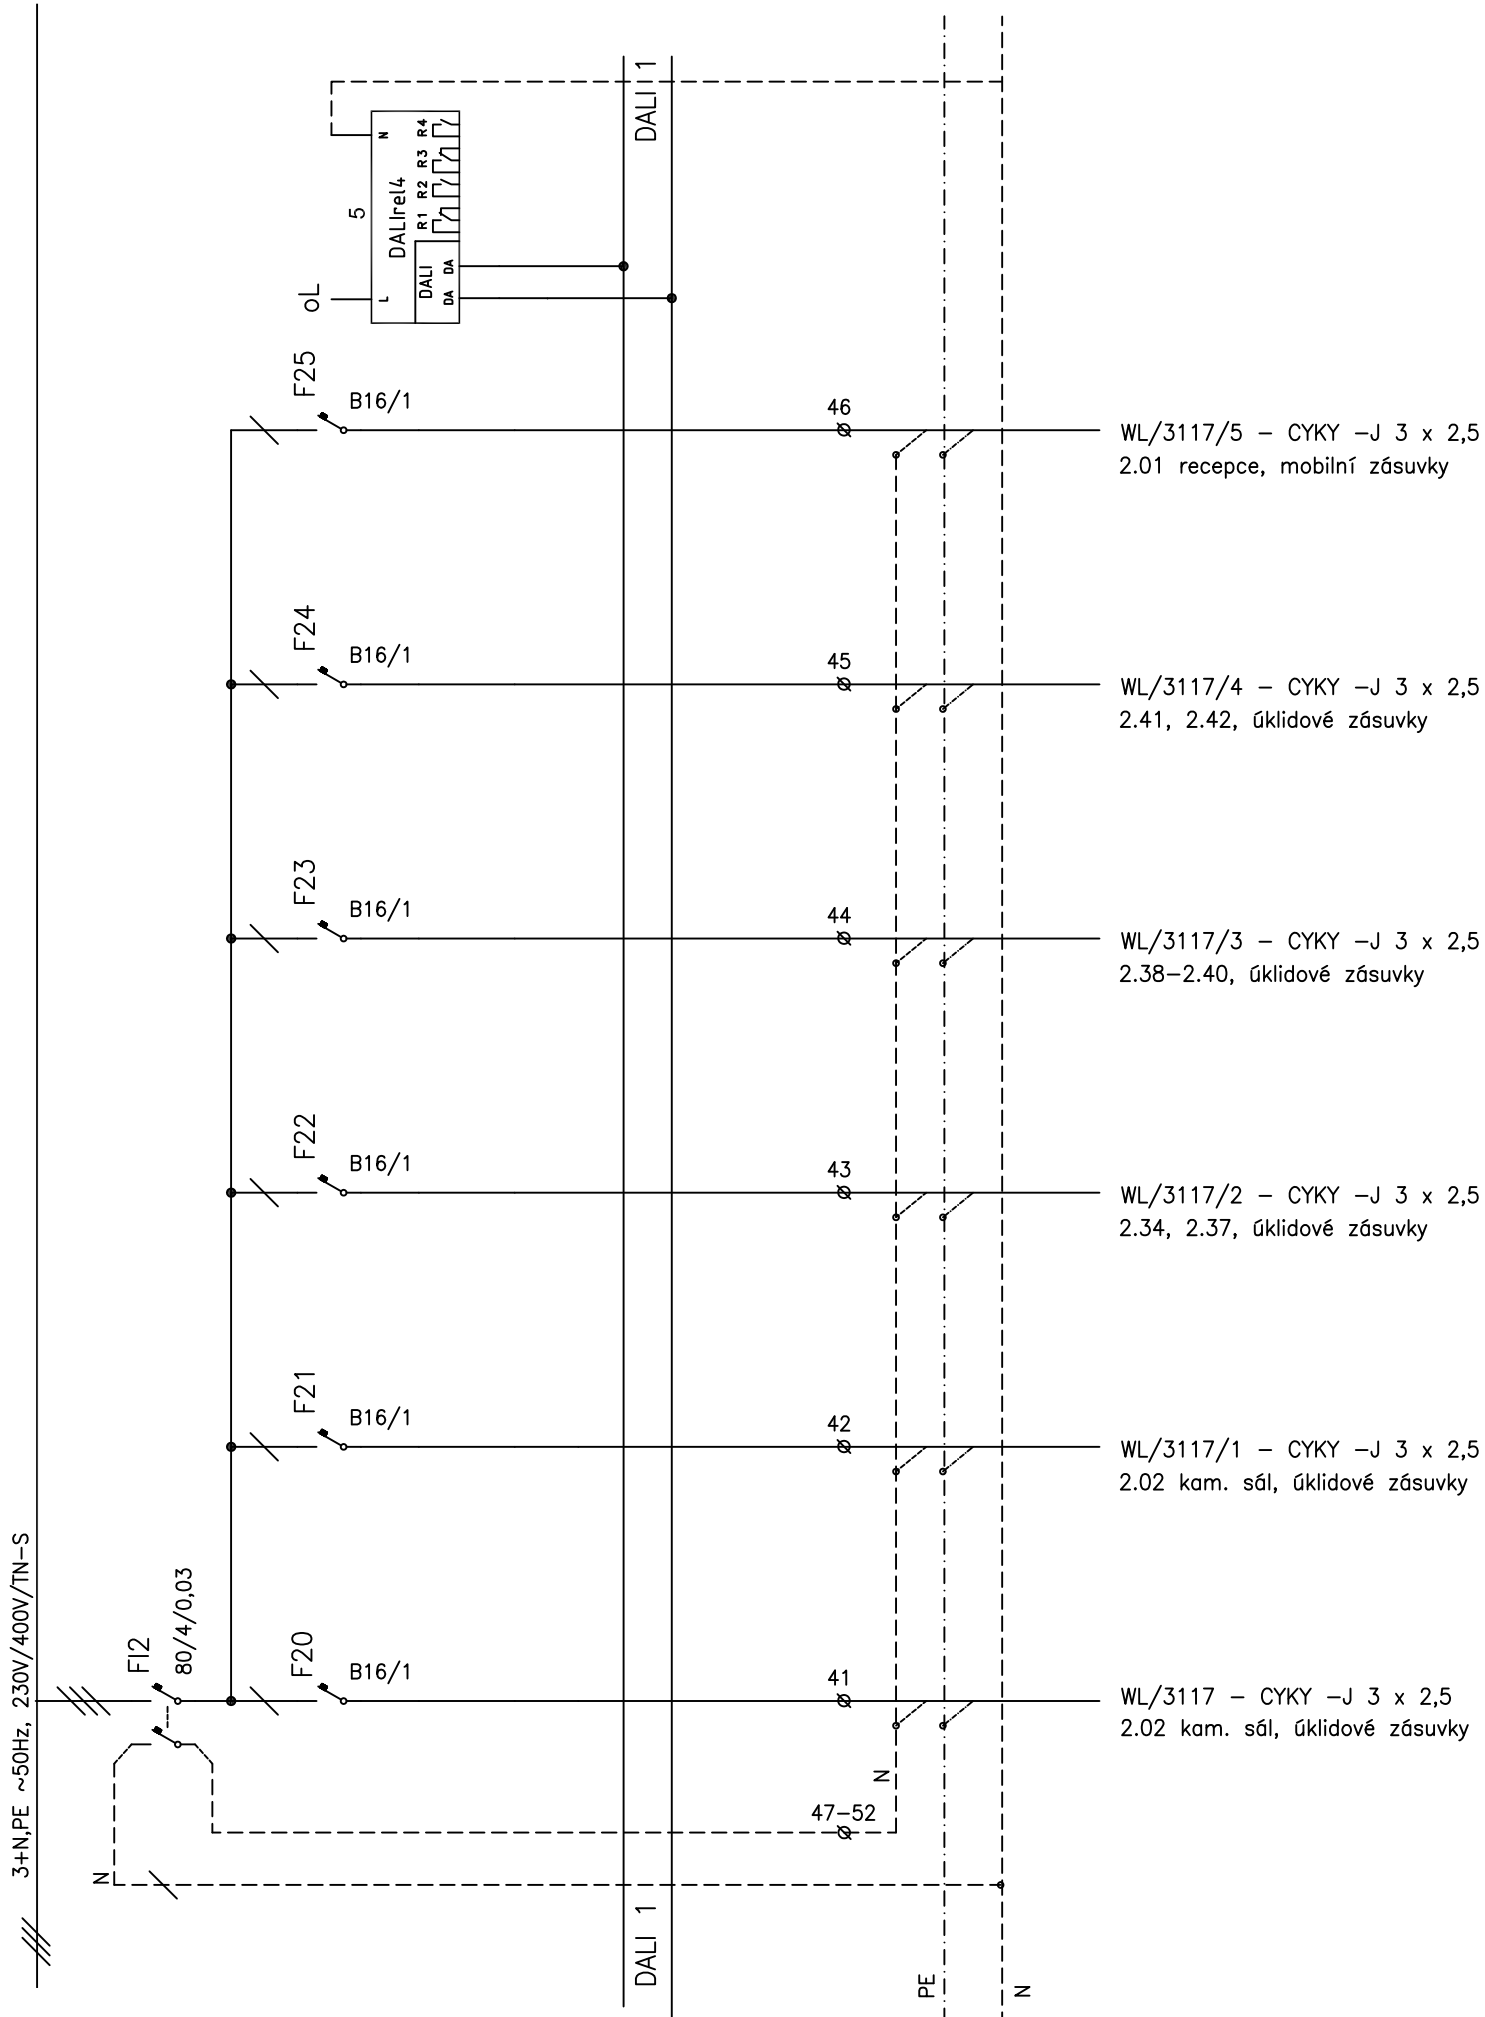 DALI 1
N
R4
R3
R2
R1
5
DALIrel4
DALI
DA
DA
L
oL
F25
B16/1
46
WL/3117/5 – CYKY –J 3 x 2,5
2.01 recepce, mobilní zásuvky
F24
B16/1
45
WL/3117/4 – CYKY –J 3 x 2,5
2.41, 2.42, úklidové zásuvky
F23
B16/1
44
WL/3117/3 – CYKY –J 3 x 2,5
2.38–2.40, úklidové zásuvky
F22
B16/1
43
WL/3117/2 – CYKY –J 3 x 2,5
2.34, 2.37, úklidové zásuvky
F21
B16/1
42
WL/3117/1 – CYKY –J 3 x 2,5
2.02 kam. sál, úklidové zásuvky
3+N,PE ~50Hz, 230V/400V/TN–S
FI2
80/4/0,03
F20
B16/1
41
WL/3117 – CYKY –J 3 x 2,5
2.02 kam. sál, úklidové zásuvky
N
47–52
N
DALI 1
PE
N